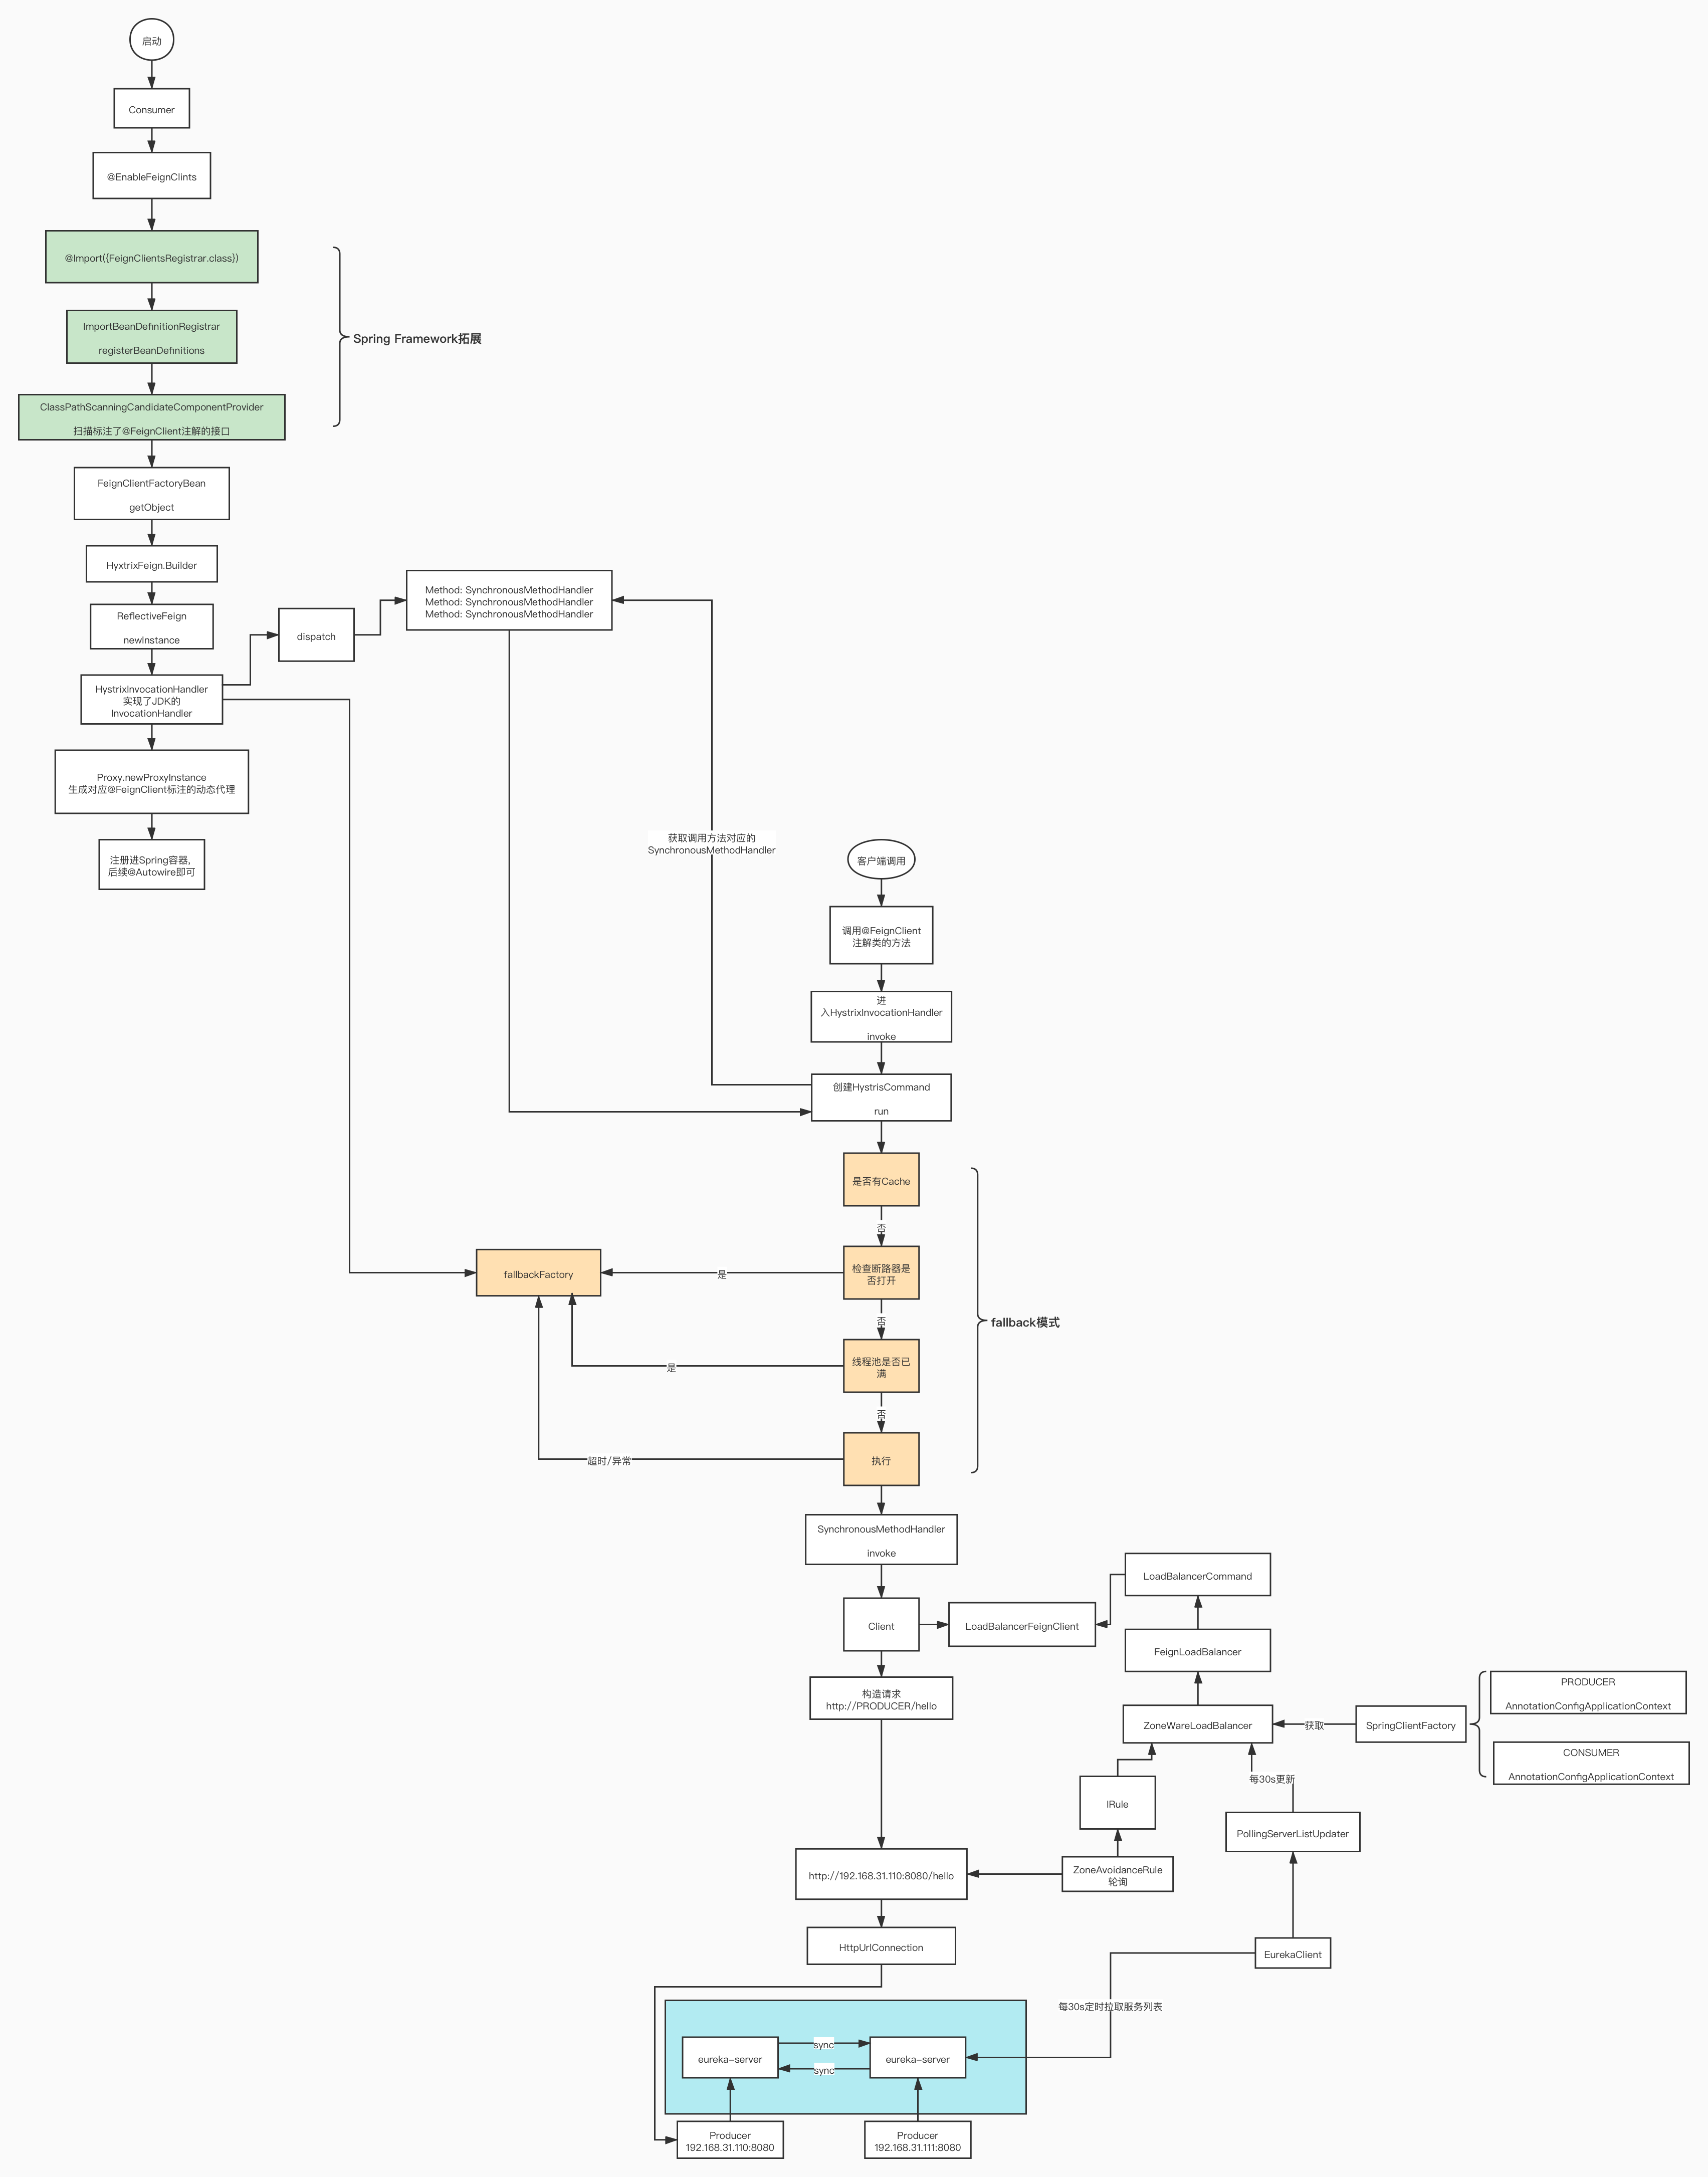 启动
Consumer
@EnableFeignClints
@Import({FeignClientsRegistrar.class})
ImportBeanDefinitionRegistrar
registerBeanDefinitions
Spring Framework拓展
ClassPathScanningCandidateComponentProvider
扫描标注了@FeignClient注解的接口
FeignClientFactoryBean
getObject
HyxtrixFeign.Builder
ReflectiveFeign
newInstance
dispatch
Method: SynchronousMethodHandler
Method: SynchronousMethodHandler
Method: SynchronousMethodHandler
HystrixInvocationHandler
实现了JDK的
InvocationHandler
Proxy.newProxyInstance
生成对应@FeignClient标注的动态代理
注册进Spring容器,
后续@Autowire即可
获取调用方法对应的
SynchronousMethodHandler
客户端调用
调用@FeignClient
注解类的方法
进
入HystrixInvocationHandler
invoke
创建HystrisCommand
run
是否有Cache
否
检查断路器是
否打开
是
fallbackFactory
否
fallback模式
线程池是否已
满
是
否
执行
超时/异常
SynchronousMethodHandler
invoke
Client
LoadBalancerFeignClient
LoadBalancerCommand
FeignLoadBalancer
ZoneWareLoadBalancer
获取
SpringClientFactory
PRODUCER
AnnotationConfigApplicationContext
CONSUMER
AnnotationConfigApplicationContext
构造请求
http://PRODUCER/hello
每30s更新
IRule
PollingServerListUpdater
ZoneAvoidanceRule
轮询
http://192.168.31.110:8080/hello
HttpUrlConnection
EurekaClient
每30s定时拉取服务列表
eureka-server
sync
sync
eureka-server
Producer
192.168.31.110:8080
Producer
192.168.31.111:8080